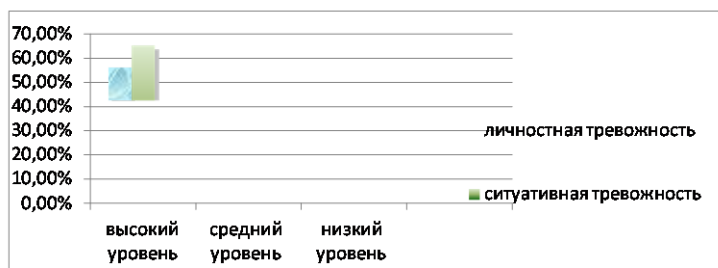 70,00%
60,00%
50,00%
40,00%
30,00%
20,00%
10,00%
0,00%
высокий уровень
средний уровень
низкий уровень
личностная тревожность
ситуативная тревожность